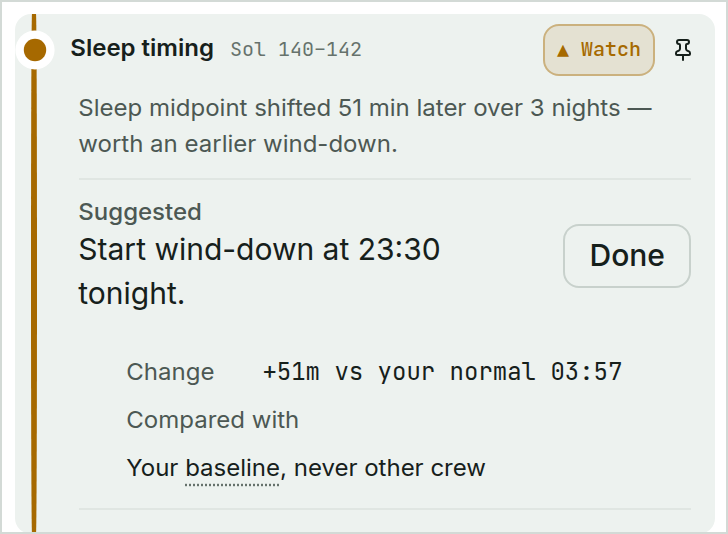 Sleep timing Sol 140–142 ▲ Watch
Sleep midpoint shifted 51 min later over 3 nights —
worth an earlier wind-down.
Suggested
Start wind-down at 23:30
tonight.
Done
Change +51m vs your normal 03:57
Compared with
Your baseline, never other crew